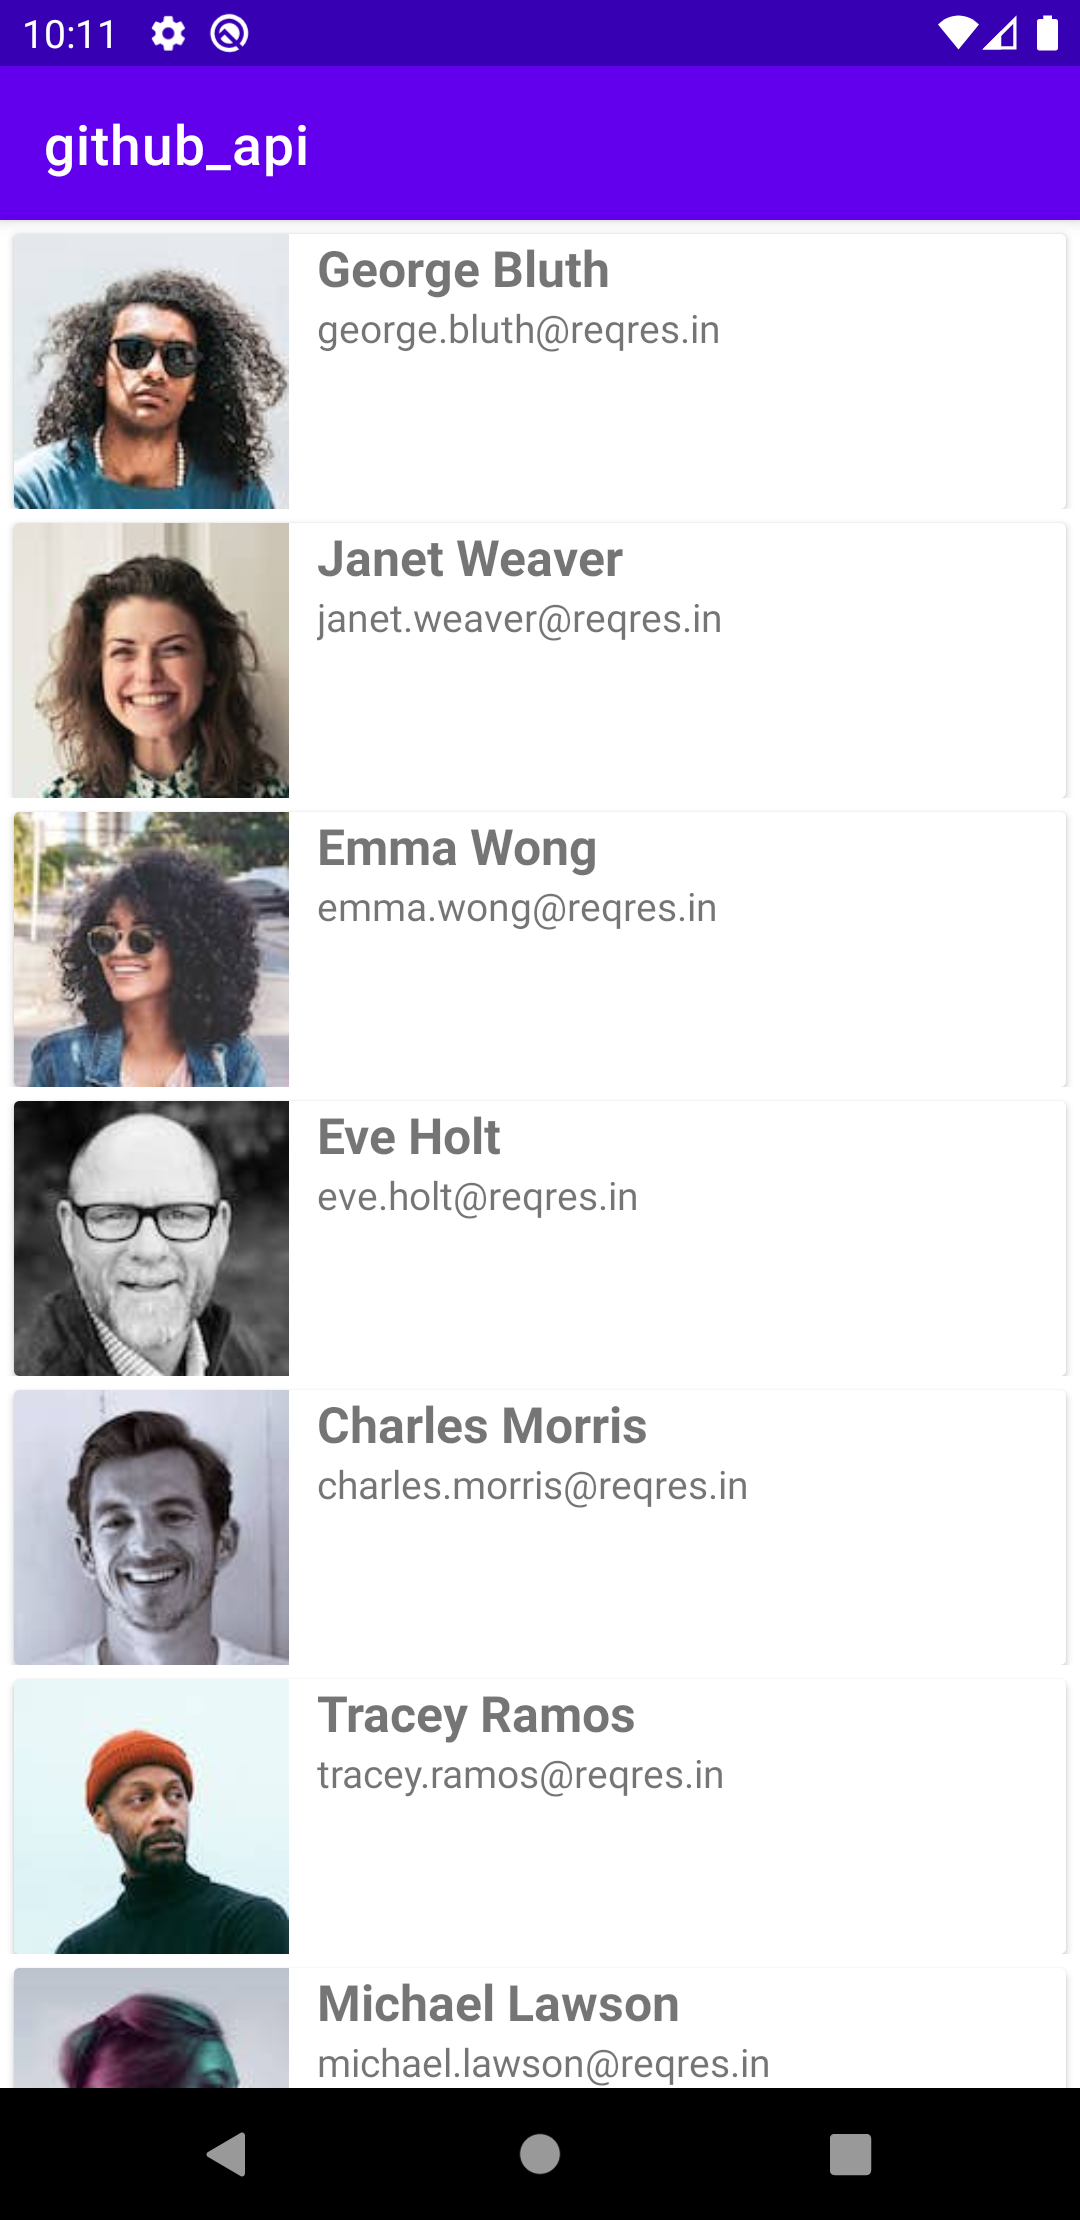 10:11
github_api
George Bluth
george.bluth@reqres.in
Janet Weaver
janet.weaver@reqres.in
Emma Wong
emma.wong@reqres.in
Eve Holt
eve.holt@reqres.in
Charles Morris
charles.morris@reqres.in
Tracey Ramos
tracey.ramos@reqres.in
Michael Lawson
michael.lawson@reqres.in